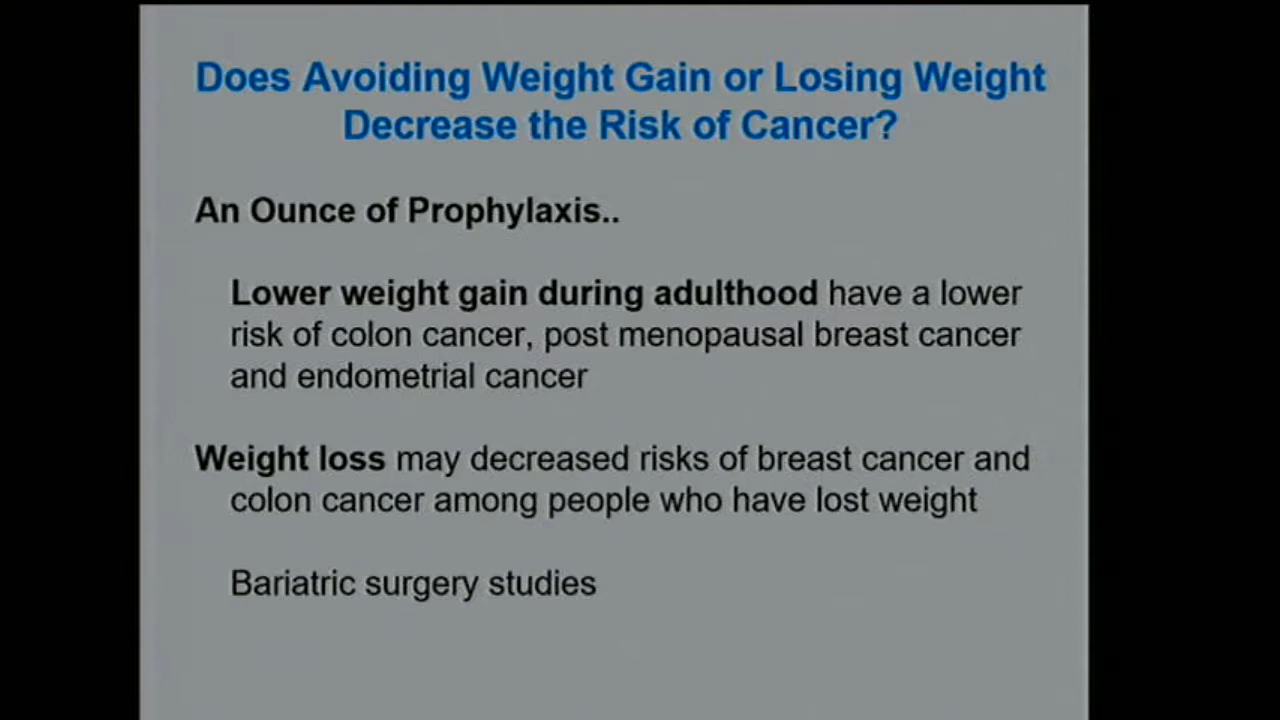 Does Avoiding Weight Gain or Losing Weight
Decrease the Risk of Cancer?
An Ounce of Prophylaxis..
Lower weight gain during adulthood have a lower
risk of colon cancer, post menopausal breast cancer
and endometrial cancer
Weight loss may decreased risks of breast cancer and
colon cancer among people who have lost weight
Bariatric surgery studies